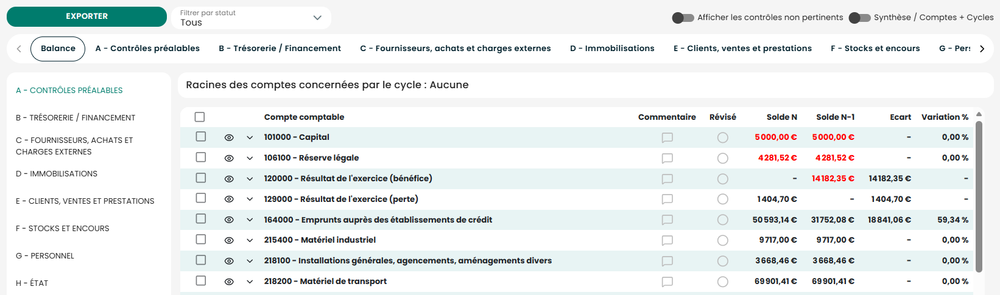 EXPORTER
Filtrer par statut
Tous
Afficher les contrôles non pertinents
Synthèse / Comptes + Cycles
Balance
A - Contrôles préalables
B - Trésorerie / Financement
C - Fournisseurs, achats et charges externes
D - Immobilisations
E - Clients, ventes et prestations
F - Stocks et encours
G - Pers
A - CONTRÔLES PRÉALABLES
B - TRÉSORERIE / FINANCEMENT
C - FOURNISSEURS, ACHATS ET
CHARGES EXTERNES
D - IMMOBILISATIONS
E - CLIENTS, VENTES ET PRESTATIONS
F - STOCKS ET ENCOURS
G - PERSONNEL
H - ÉTAT
Racines des comptes concernées par le cycle : Aucune
Compte comptable Commentaire Révisé Solde N Solde N-1 Ecart Variation %
101000 - Capital 5 000,00 € 5 000,00 € - 0,00 %
106100 - Réserve légale 4 281,52 € 4 281,52 € - 0,00 %
120000 - Résultat de l'exercice (bénéfice) - 14 182,35 € 14 182,35 € -
129000 - Résultat de l'exercice (perte) 1 404,70 € - 1 404,70 € -
164000 - Emprunts auprès des établissements de crédit 50 593,14 € 31 752,08 € 18 841,06 € 59,34 %
215400 - Matériel industriel 9 717,00 € 9 717,00 € - 0,00 %
218100 - Installations générales, agencements, aménagements divers 3 668,46 € 3 668,46 € - 0,00 %
218200 - Matériel de transport 69 901,41 € 69 901,41 € - 0,00 %